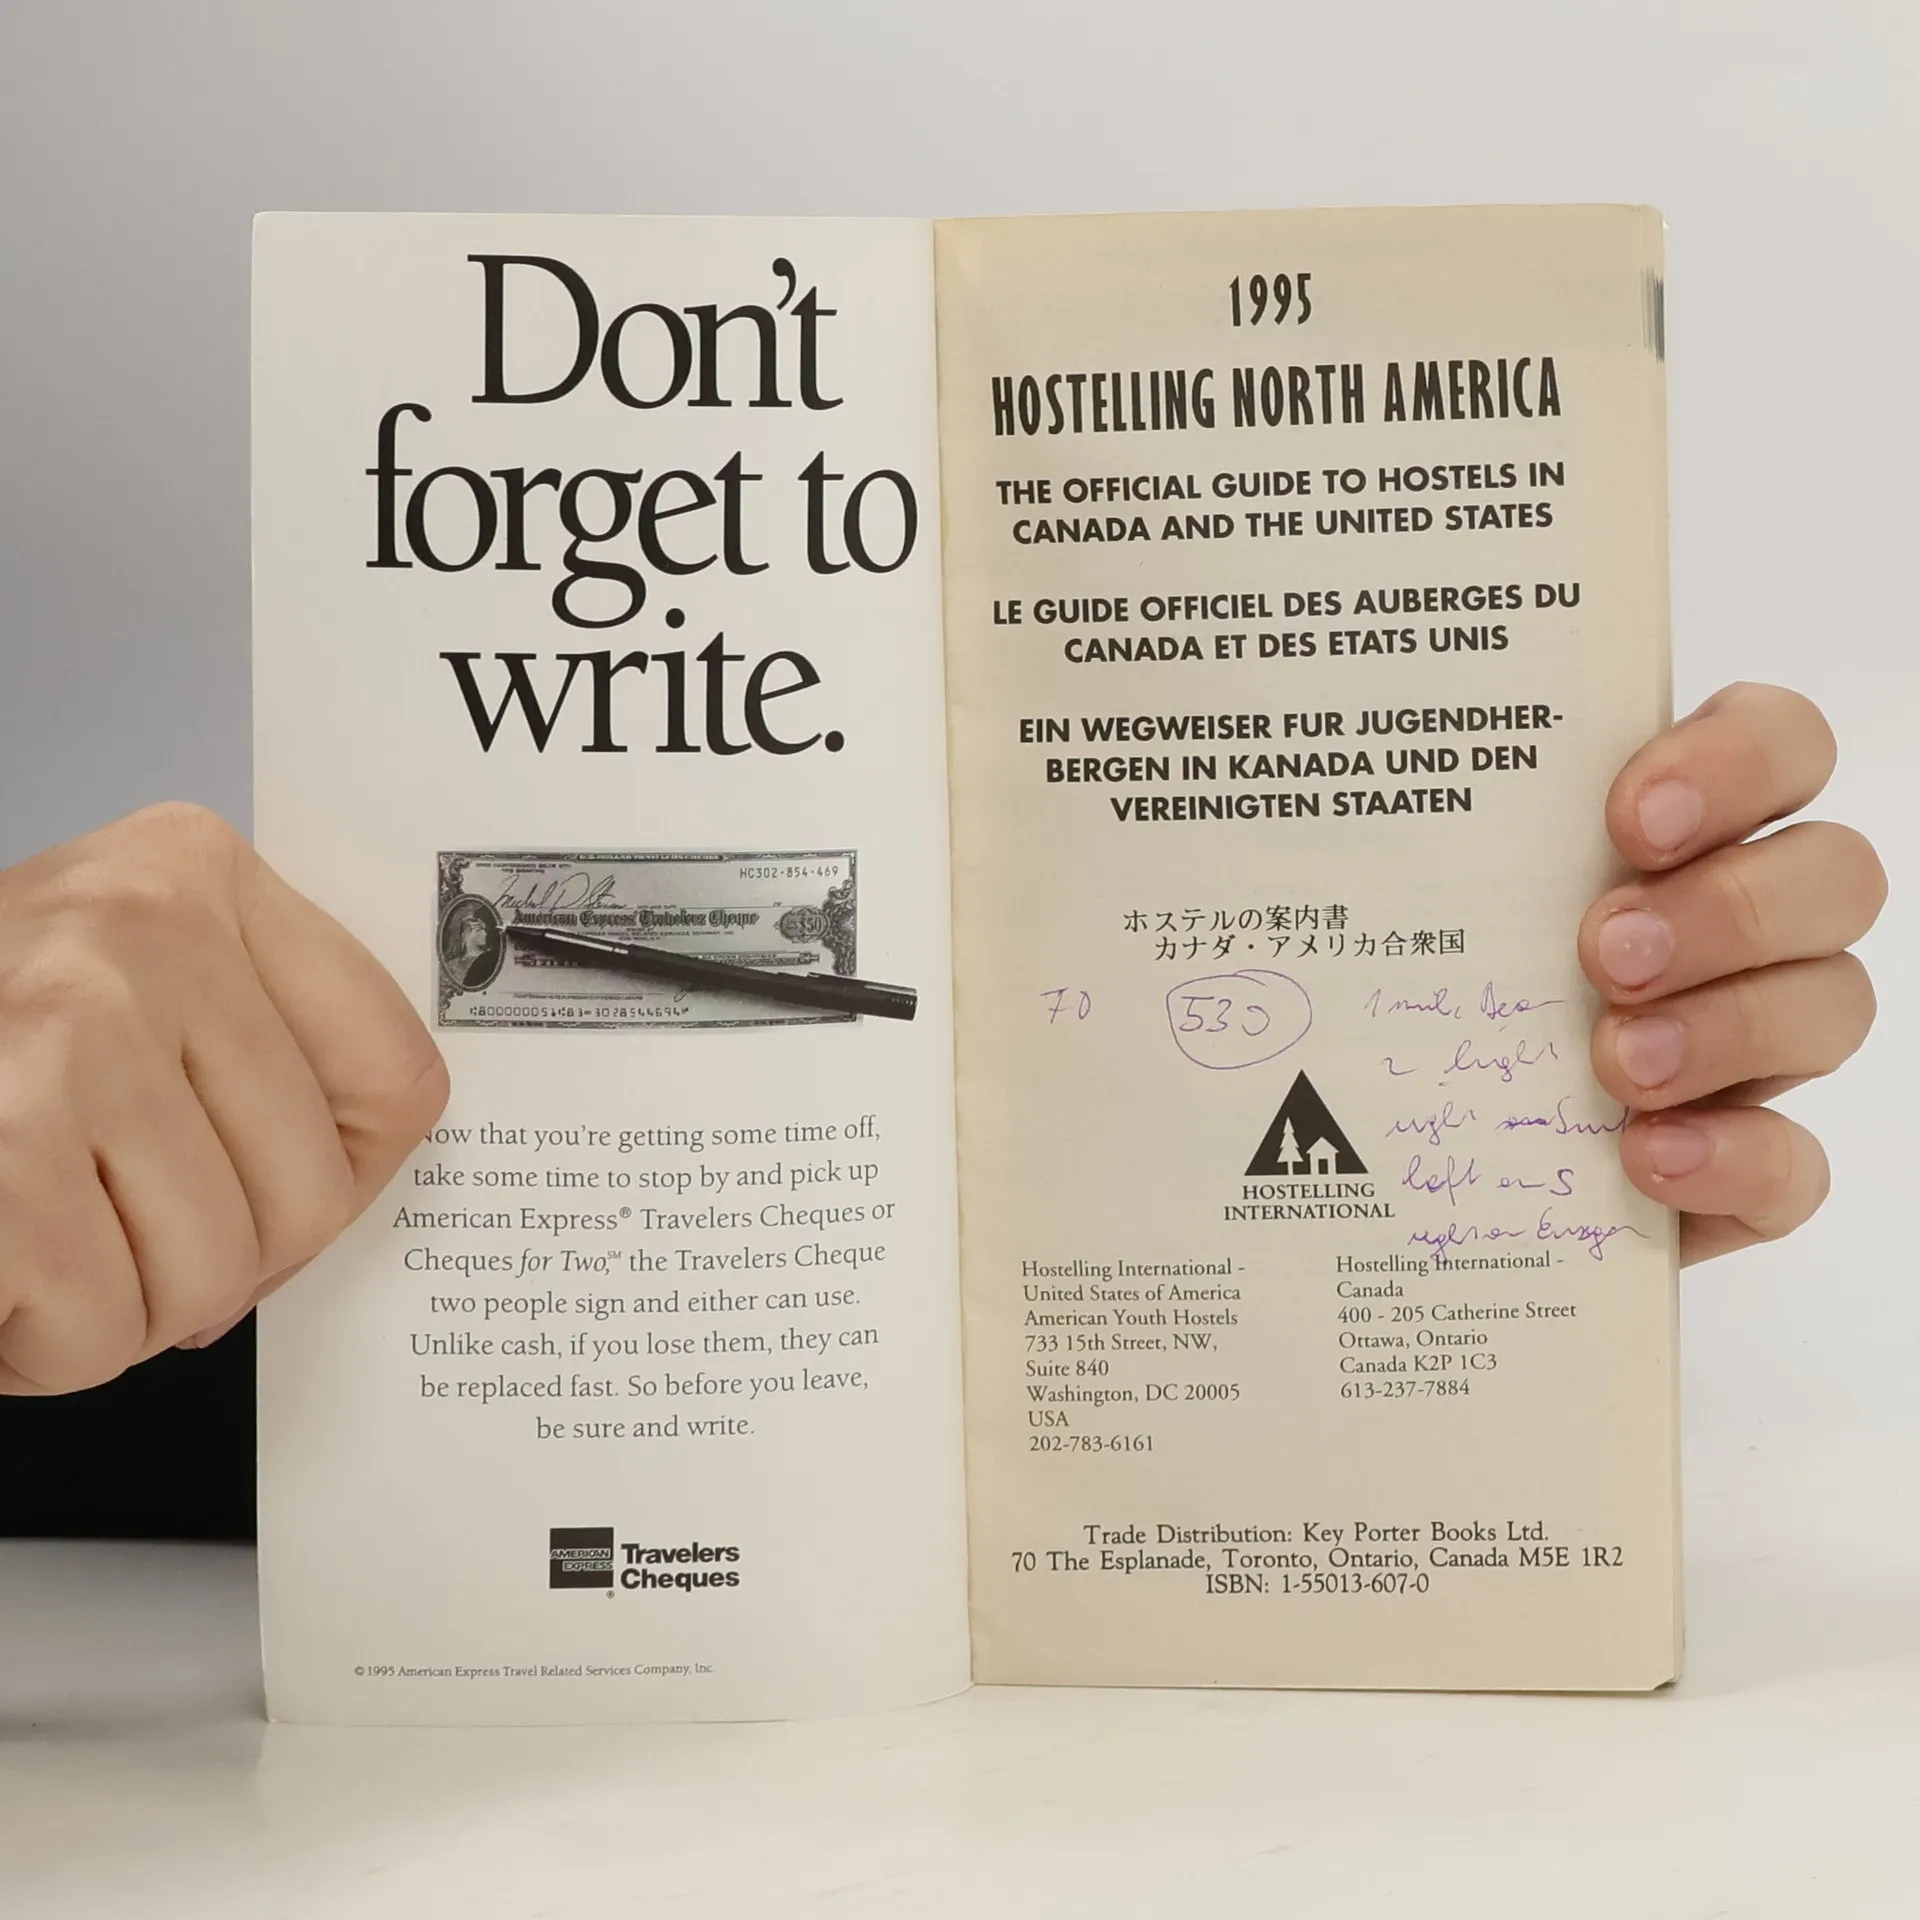 Don't
forget to
write.
HC302·854·469
American Express Travelers Cheque
$50
Now that you're getting some time off,
take some time to stop by and pick up
American Express® Travelers Cheques or
Cheques for Two,℠ the Travelers Cheque
two people sign and either can use.
Unlike cash, if you lose them, they can
be replaced fast. So before you leave,
be sure and write.
AMERICAN
EXPRESS
®
Travelers
Cheques
© 1995 American Express Travel Related Services Company, Inc.
1995
HOSTELLING NORTH AMERICA
THE OFFICIAL GUIDE TO HOSTELS IN
CANADA AND THE UNITED STATES
LE GUIDE OFFICIEL DES AUBERGES DU
CANADA ET DES ETATS UNIS
EIN WEGWEISER FUR JUGENDHER-
BERGEN IN KANADA UND DEN
VEREINIGTEN STAATEN
ホステルの案内書
カナダ・アメリカ合衆国
70
530
2 light
right
left on 5
right on
HOSTELLING
INTERNATIONAL
Hostelling International -
United States of America
American Youth Hostels
733 15th Street, NW,
Suite 840
Washington, DC 20005
USA
202-783-6161
Hostelling International -
Canada
400 - 205 Catherine Street
Ottawa, Ontario
Canada K2P 1C3
613-237-7884
Trade Distribution: Key Porter Books Ltd.
70 The Esplanade, Toronto, Ontario, Canada M5E 1R2
ISBN: 1-55013-607-0